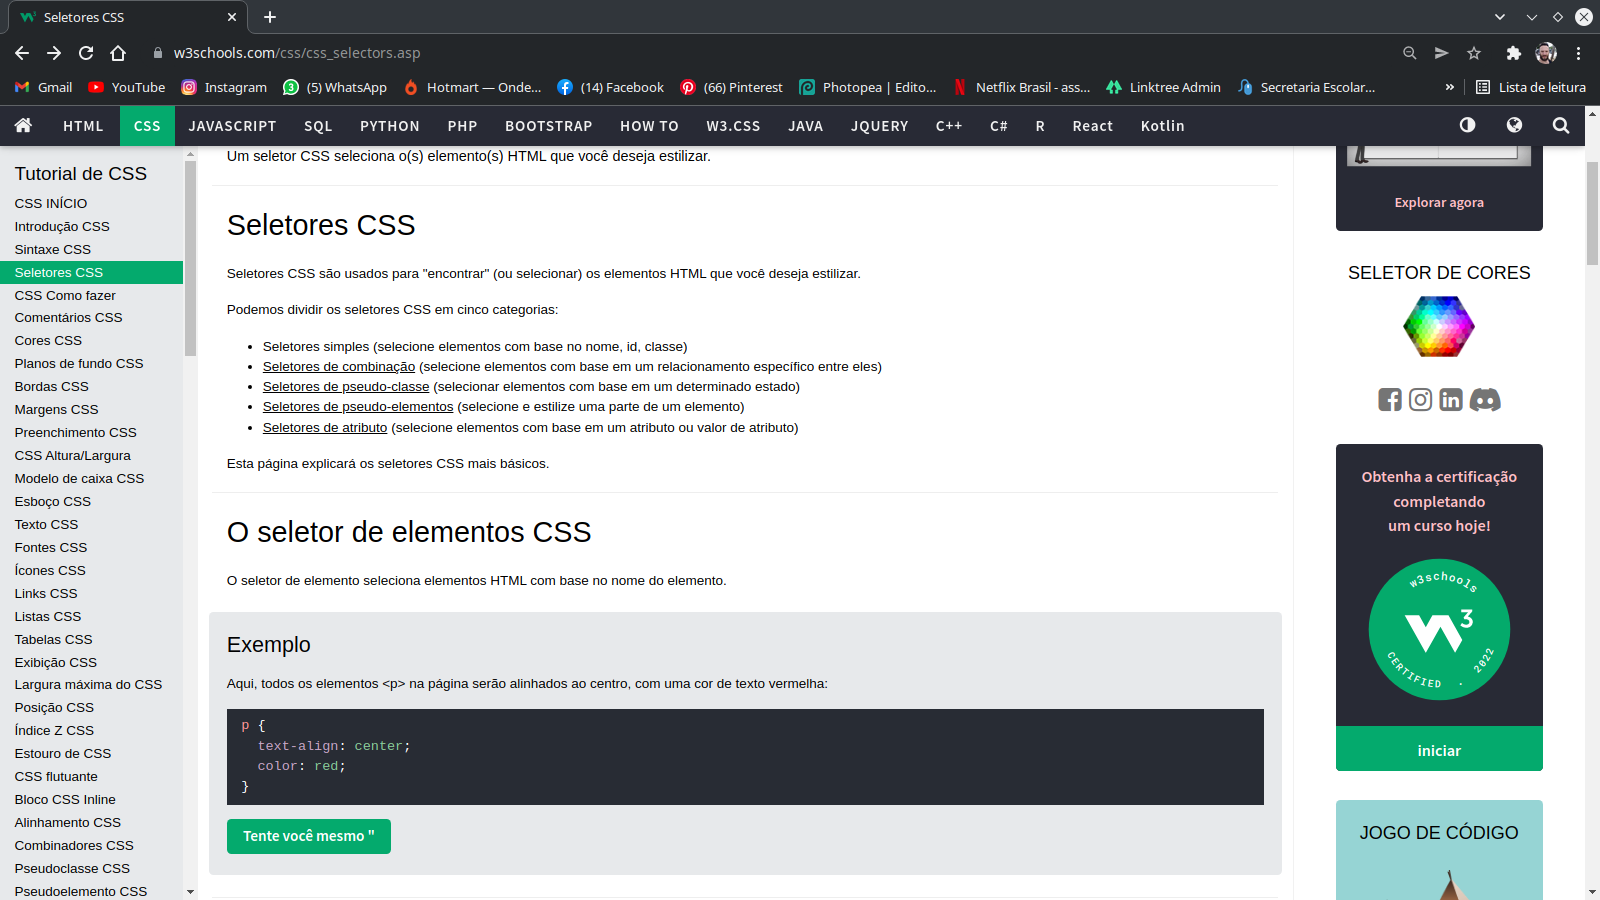 Seletores CSS
w3schools.com/css/css_selectors.asp
Gmail
YouTube
Instagram
(5) WhatsApp
Hotmart — Onde...
(14) Facebook
(66) Pinterest
Photopea | Edito...
Netflix Brasil - ass...
Linktree Admin
Secretaria Escolar...
»
Lista de leitura
HTML
CSS
JAVASCRIPT
SQL
PYTHON
PHP
BOOTSTRAP
HOW TO
W3.CSS
JAVA
JQUERY
C++
C#
R
React
Kotlin
Tutorial de CSS
CSS INÍCIO
Introdução CSS
Sintaxe CSS
Seletores CSS
CSS Como fazer
Comentários CSS
Cores CSS
Planos de fundo CSS
Bordas CSS
Margens CSS
Preenchimento CSS
CSS Altura/Largura
Modelo de caixa CSS
Esboço CSS
Texto CSS
Fontes CSS
Ícones CSS
Links CSS
Listas CSS
Tabelas CSS
Exibição CSS
Largura máxima do CSS
Posição CSS
Índice Z CSS
Estouro de CSS
CSS flutuante
Bloco CSS Inline
Alinhamento CSS
Combinadores CSS
Pseudoclasse CSS
Pseudoelemento CSS
Um seletor CSS seleciona o(s) elemento(s) HTML que você deseja estilizar.
Seletores CSS
Seletores CSS são usados para "encontrar" (ou selecionar) os elementos HTML que você deseja estilizar.
Podemos dividir os seletores CSS em cinco categorias:
• Seletores simples (selecione elementos com base no nome, id, classe)
• Seletores de combinação (selecione elementos com base em um relacionamento específico entre eles)
• Seletores de pseudo-classe (selecionar elementos com base em um determinado estado)
• Seletores de pseudo-elementos (selecione e estilize uma parte de um elemento)
• Seletores de atributo (selecione elementos com base em um atributo ou valor de atributo)
Esta página explicará os seletores CSS mais básicos.
O seletor de elementos CSS
O seletor de elemento seleciona elementos HTML com base no nome do elemento.
Exemplo
Aqui, todos os elementos <p> na página serão alinhados ao centro, com uma cor de texto vermelha:
p {
  text-align: center;
  color: red;
}
Tente você mesmo "
Explorar agora
SELETOR DE CORES
Obtenha a certificação
completando
um curso hoje!
w3schools
3
CERTIFIED . 2022
iniciar
JOGO DE CÓDIGO